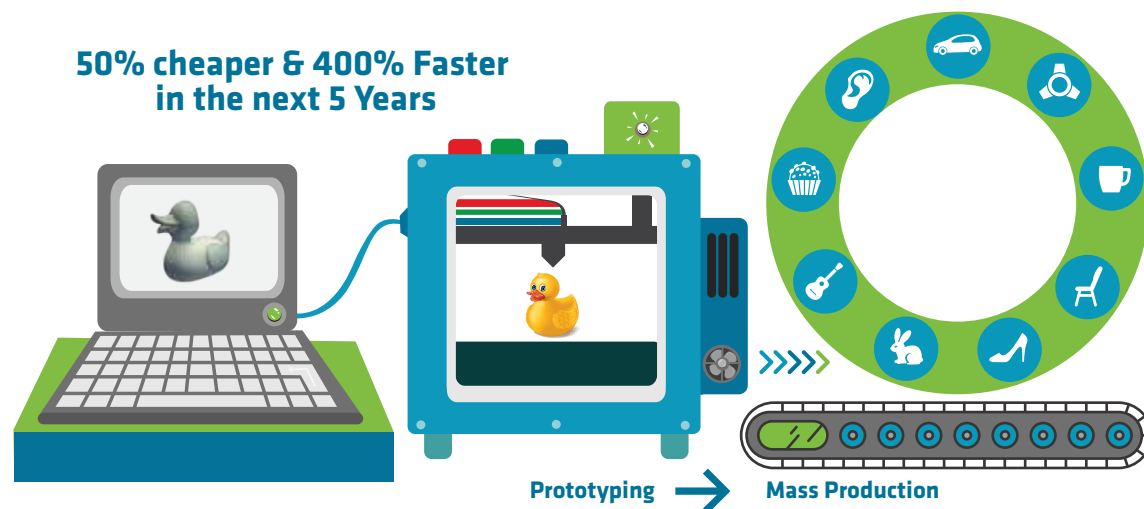 50% cheaper & 400% Faster
in the next 5 Years
Prototyping
Mass Production